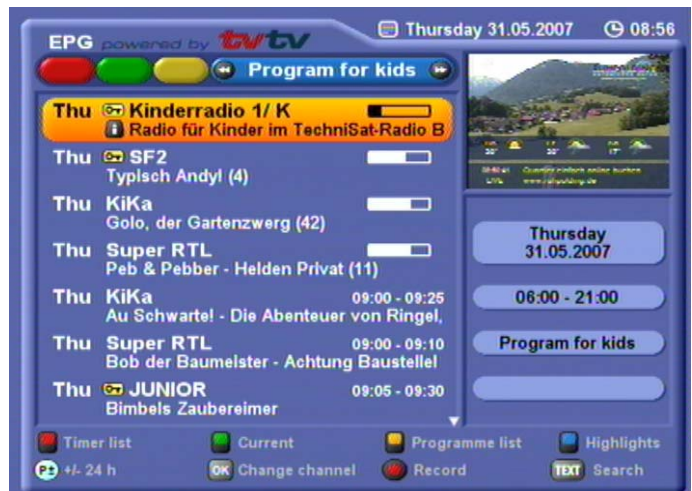 EPG powered by tvtv
Thursday 31.05.2007 08:56
Program for kids
Thu Kinderradio 1/ K
Radio für Kinder im TechniSat-Radio B
Thu SF2
Typisch Andy! (4)
Thu KiKa
Golo, der Gartenzwerg (42)
Thu Super RTL
Peb & Pebber - Helden Privat (11)
Thu KiKa 09:00 - 09:25
Au Schwarte! - Die Abenteuer von Ringel,
Thu Super RTL 09:00 - 09:10
Bob der Baumeister - Achtung Baustelle!
Thu JUNIOR 09:05 - 09:30
Bimbels Zaubereimer
Thursday
31.05.2007
06:00 - 21:00
Program for kids
Timer list Current Programme list Highlights
P± +/- 24 h OK Change channel Record TEXT Search